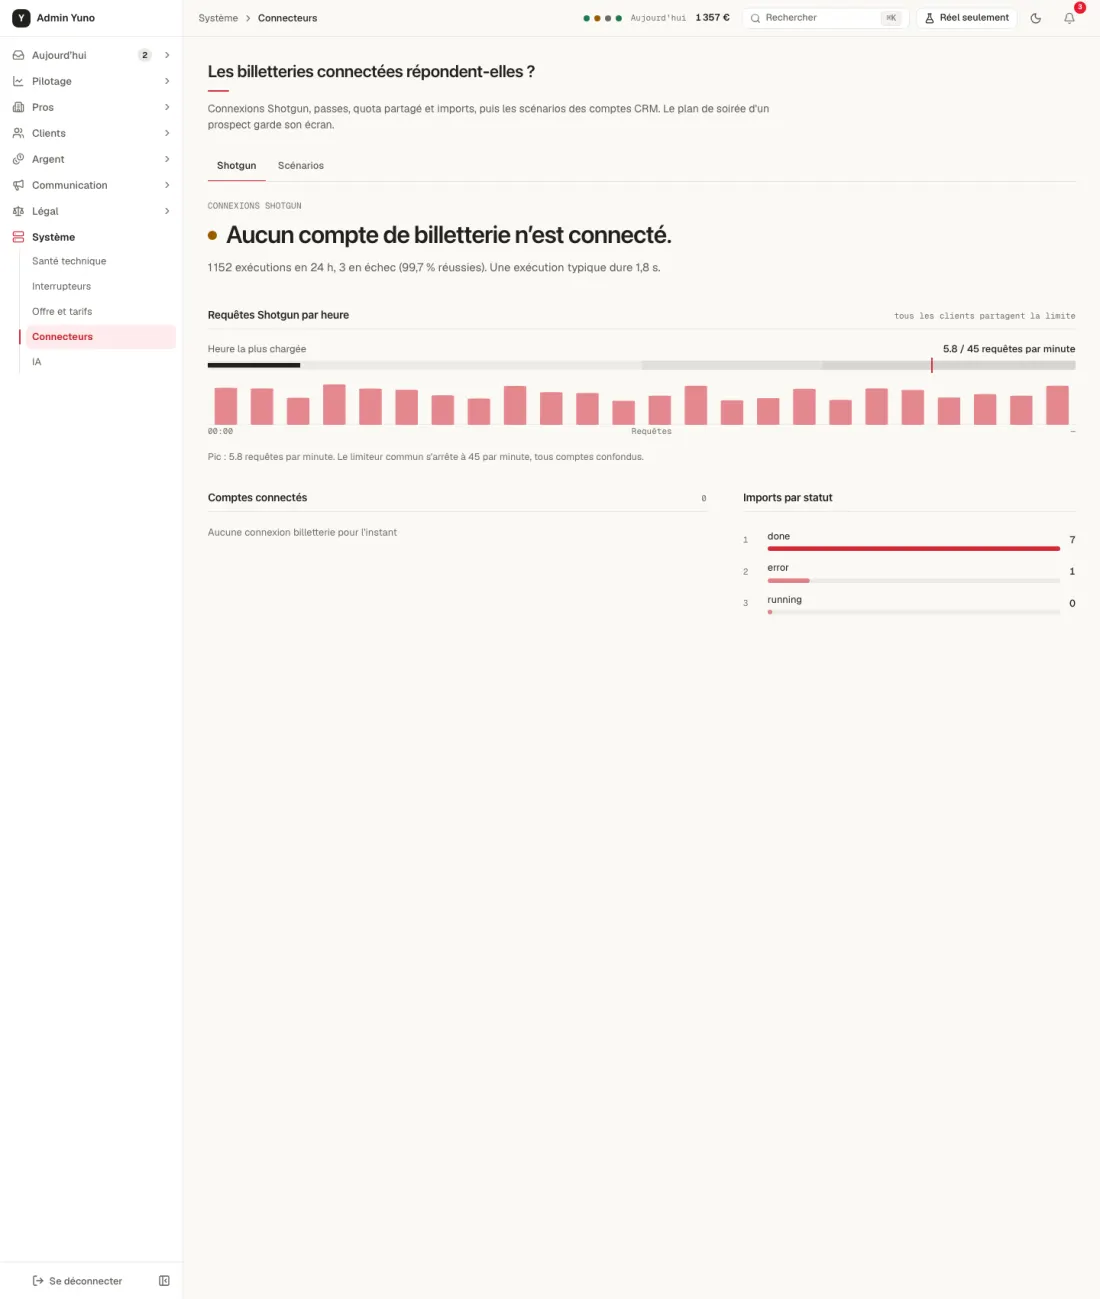 Y Admin Yuno
Système > Connecteurs
Aujourd'hui 1 357 €
Rechercher ⌘K
Réel seulement
3
Aujourd'hui 2
Pilotage
Pros
Clients
Argent
Communication
Légal
Système
Santé technique
Interrupteurs
Offre et tarifs
Connecteurs
IA
Se déconnecter
Les billetteries connectées répondent-elles ?
Connexions Shotgun, passes, quota partagé et imports, puis les scénarios des comptes CRM. Le plan de soirée d'un
prospect garde son écran.
Shotgun Scénarios
CONNEXIONS SHOTGUN
Aucun compte de billetterie n'est connecté.
1152 exécutions en 24 h, 3 en échec (99,7 % réussies). Une exécution typique dure 1,8 s.
Requêtes Shotgun par heure
tous les clients partagent la limite
Heure la plus chargée
5.8 / 45 requêtes par minute
00:00 Requêtes —
Pic : 5.8 requêtes par minute. Le limiteur commun s'arrête à 45 par minute, tous comptes confondus.
Comptes connectés 0
Aucune connexion billetterie pour l'instant
Imports par statut
1 done 7
2 error 1
3 running 0